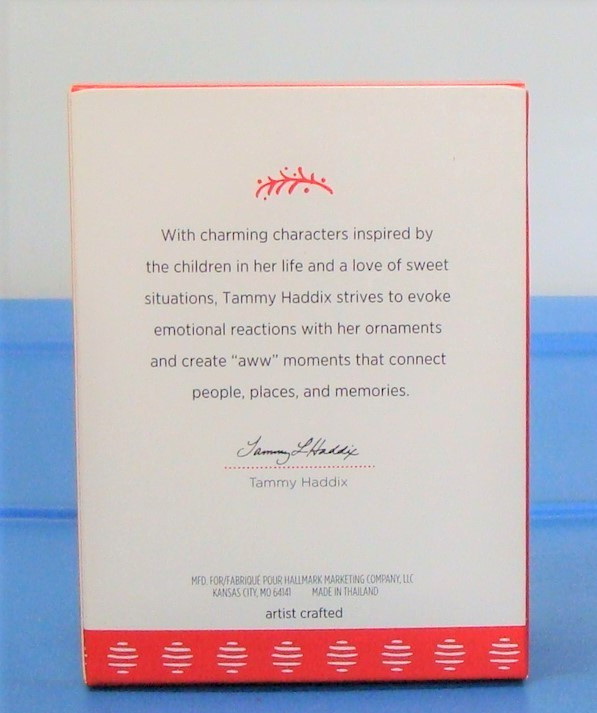 With charming characters inspired by
the children in her life and a love of sweet
situations, Tammy Haddix strives to evoke
emotional reactions with her ornaments
and create “aww” moments that connect
people, places, and memories.
Tammy L Haddix
Tammy Haddix
MFD. FOR/FABRIQUÉ POUR HALLMARK MARKETING COMPANY, LLC
KANSAS CITY, MO 64141 MADE IN THAILAND
artist crafted